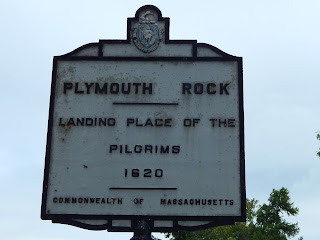 PLYMOUTH ROCK
LANDING PLACE OF THE
PILGRIMS
1620
COMMONWEALTH OF MASSACHUSETTS